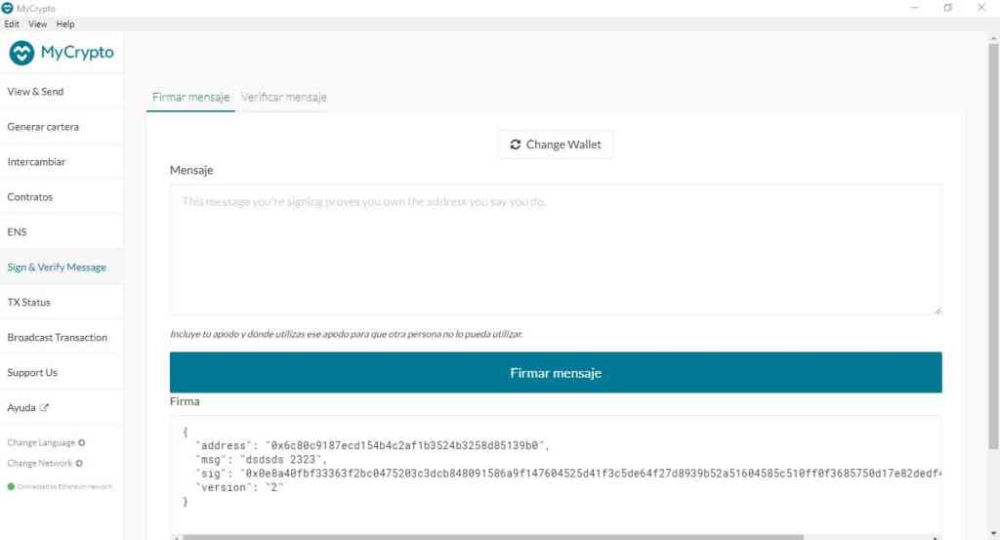 MyCrypto
Edit View Help
MyCrypto
View & Send
Generar cartera
Intercambiar
Contratos
ENS
Sign & Verify Message
TX Status
Broadcast Transaction
Support Us
Ayuda
Change Language
Change Network
Connected to Ethereum network
Firmar mensaje Verificar mensaje
Change Wallet
Mensaje
This message you're signing proves you own the address you say you do.
Incluye tu apodo y dónde utilizas ese apodo para que otra persona no lo pueda utilizar.
Firmar mensaje
Firma
{
"address": "0x6c80c9187ecd154b4c2af1b3524b3258d85139b0",
"msg": "dsdsds 2323",
"sig": "0x0e8a40fbf33363f2bc0475203c3dcb848091586a9f147604525d41f3c5de64f27d8939b52a51604585c510ff0f3685750d17e82dedf4
"version": "2"
}